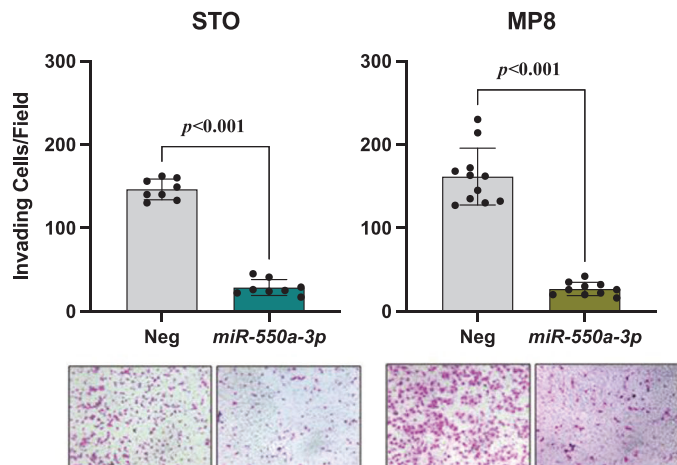 STO
MP8
Invading Cells/Field
300
200
100
0
p<0.001
Neg
miR-550a-3p
300
200
100
0
p<0.001
Neg
miR-550a-3p